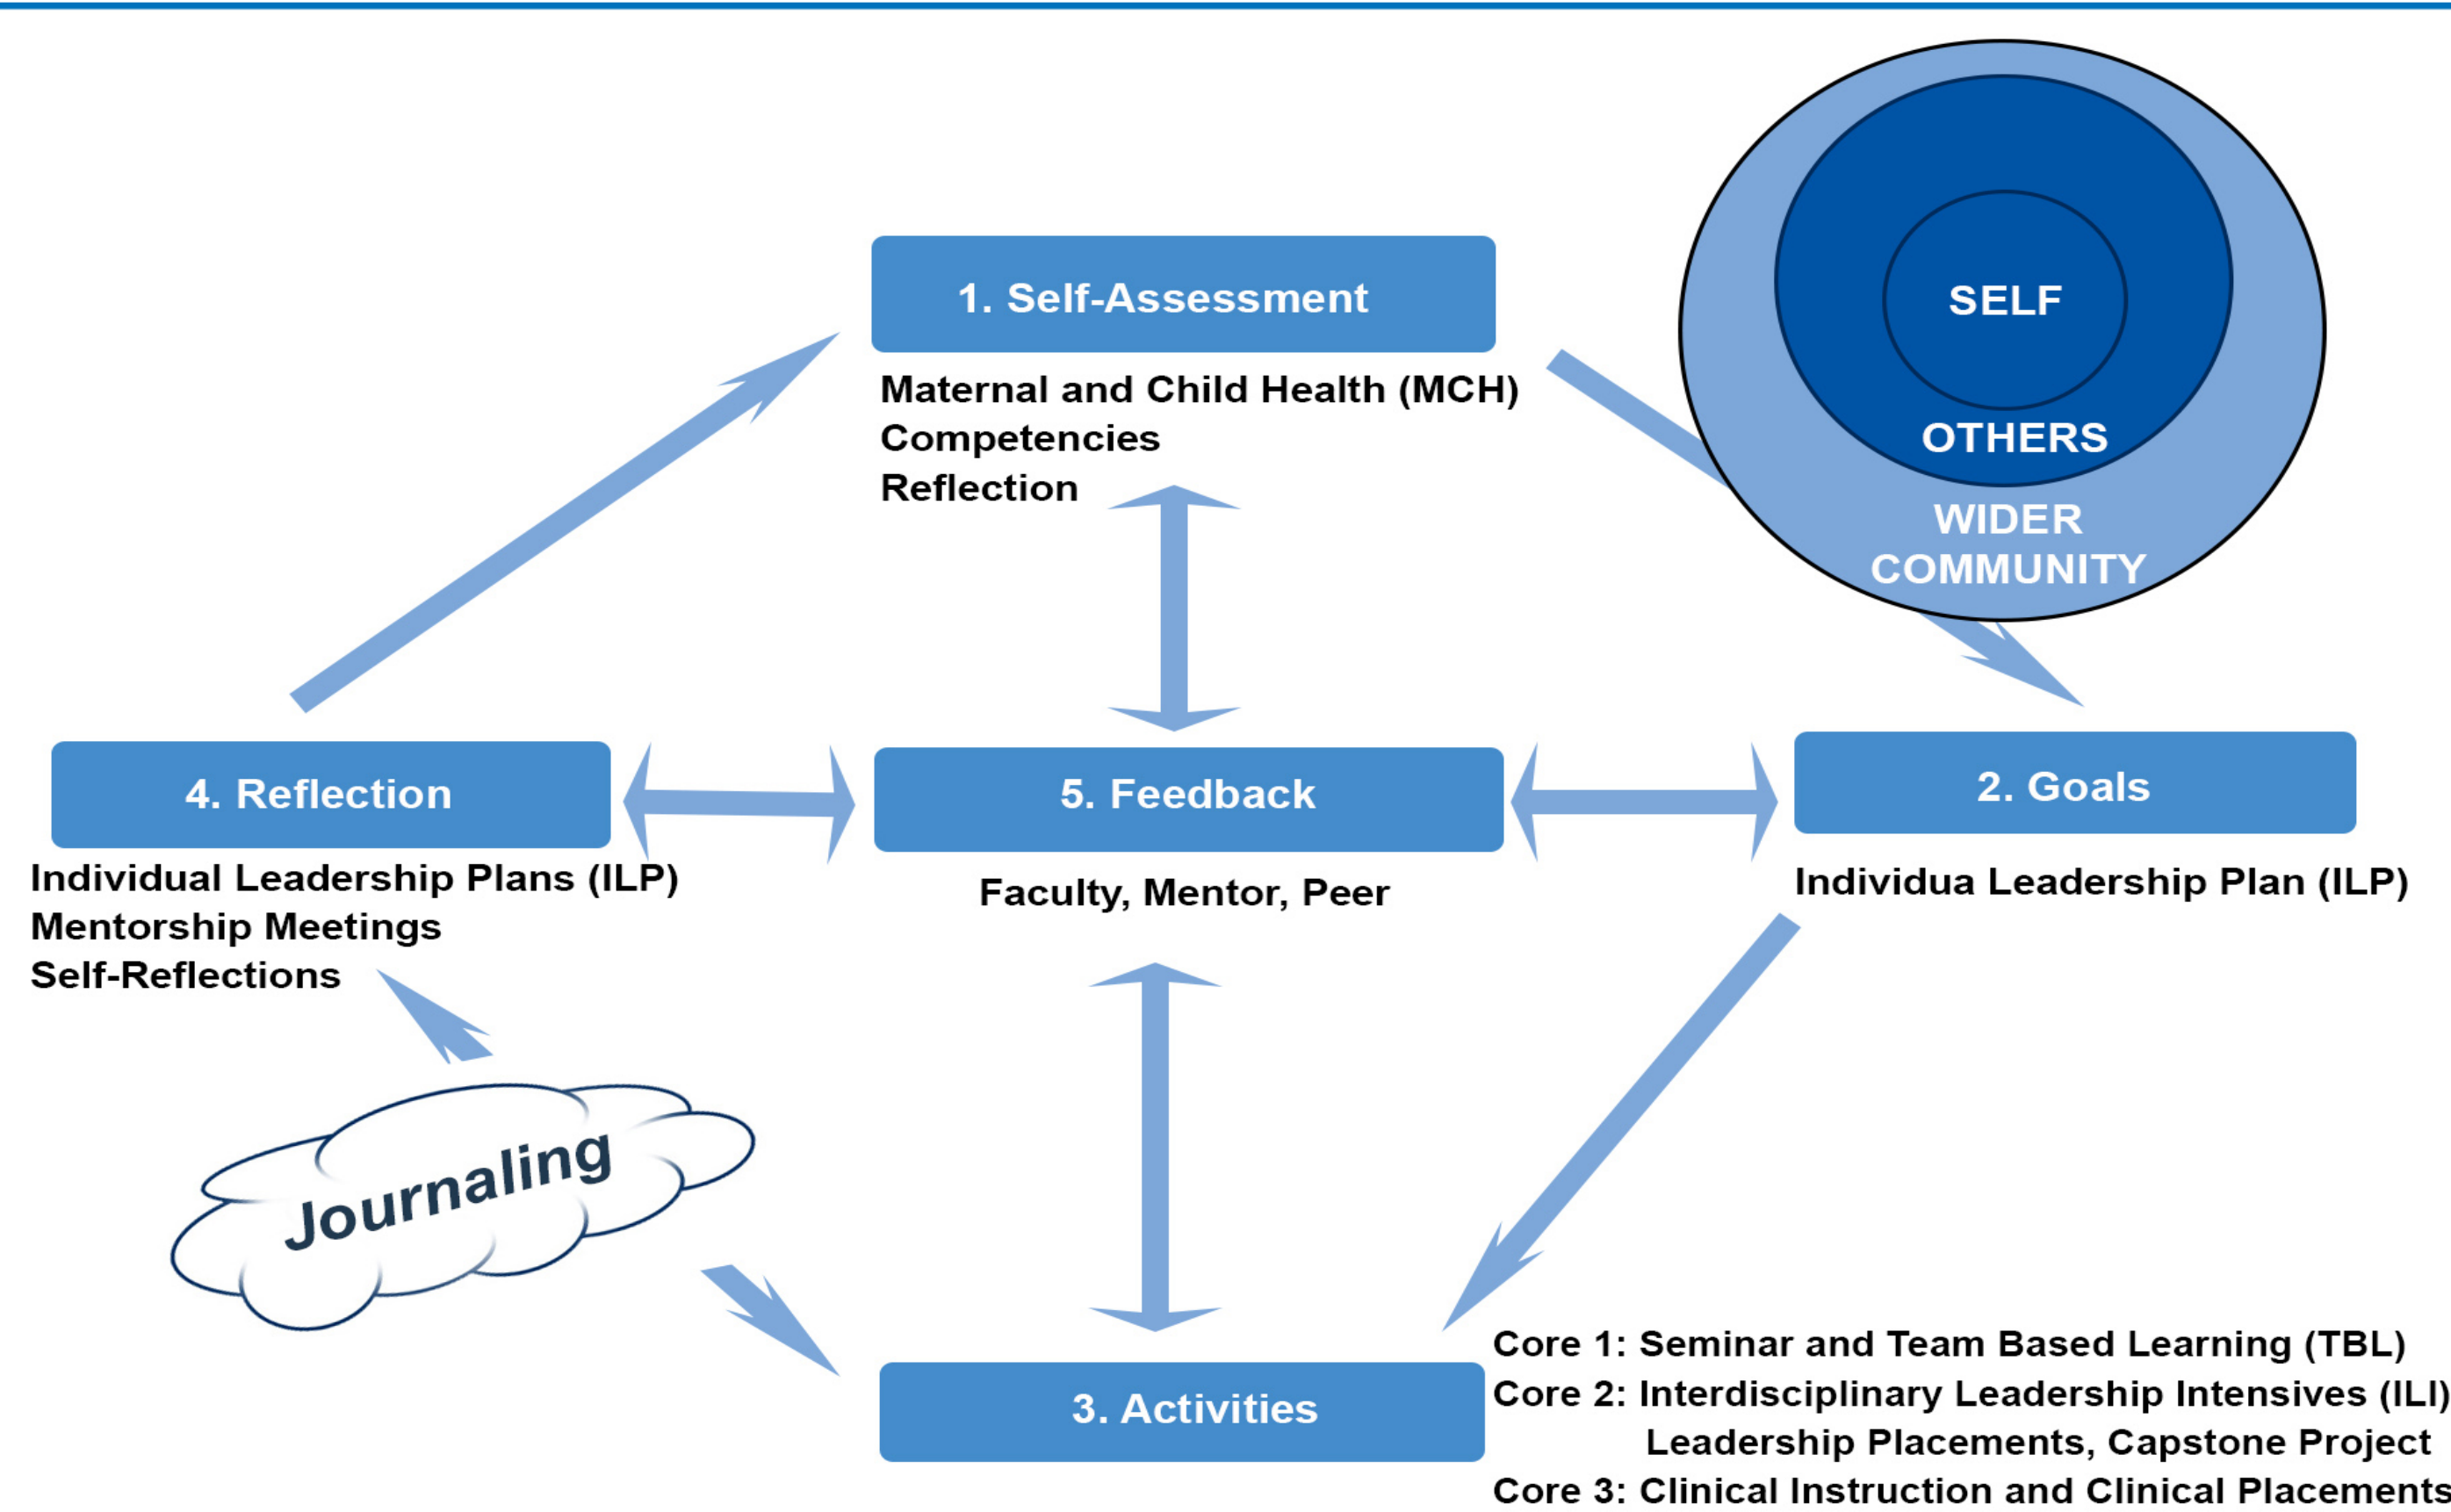 SELF
OTHERS
WIDER
COMMUNITY
1. Self-Assessment
Maternal and Child Health (MCH)
Competencies
Reflection
4. Reflection
Individual Leadership Plans (ILP)
Mentorship Meetings
Self-Reflections
5. Feedback
Faculty, Mentor, Peer
2. Goals
Individua Leadership Plan (ILP)
Journaling
3. Activities
Core 1: Seminar and Team Based Learning (TBL)
Core 2: Interdisciplinary Leadership Intensives (ILI)
Leadership Placements, Capstone Project
Core 3: Clinical Instruction and Clinical Placements